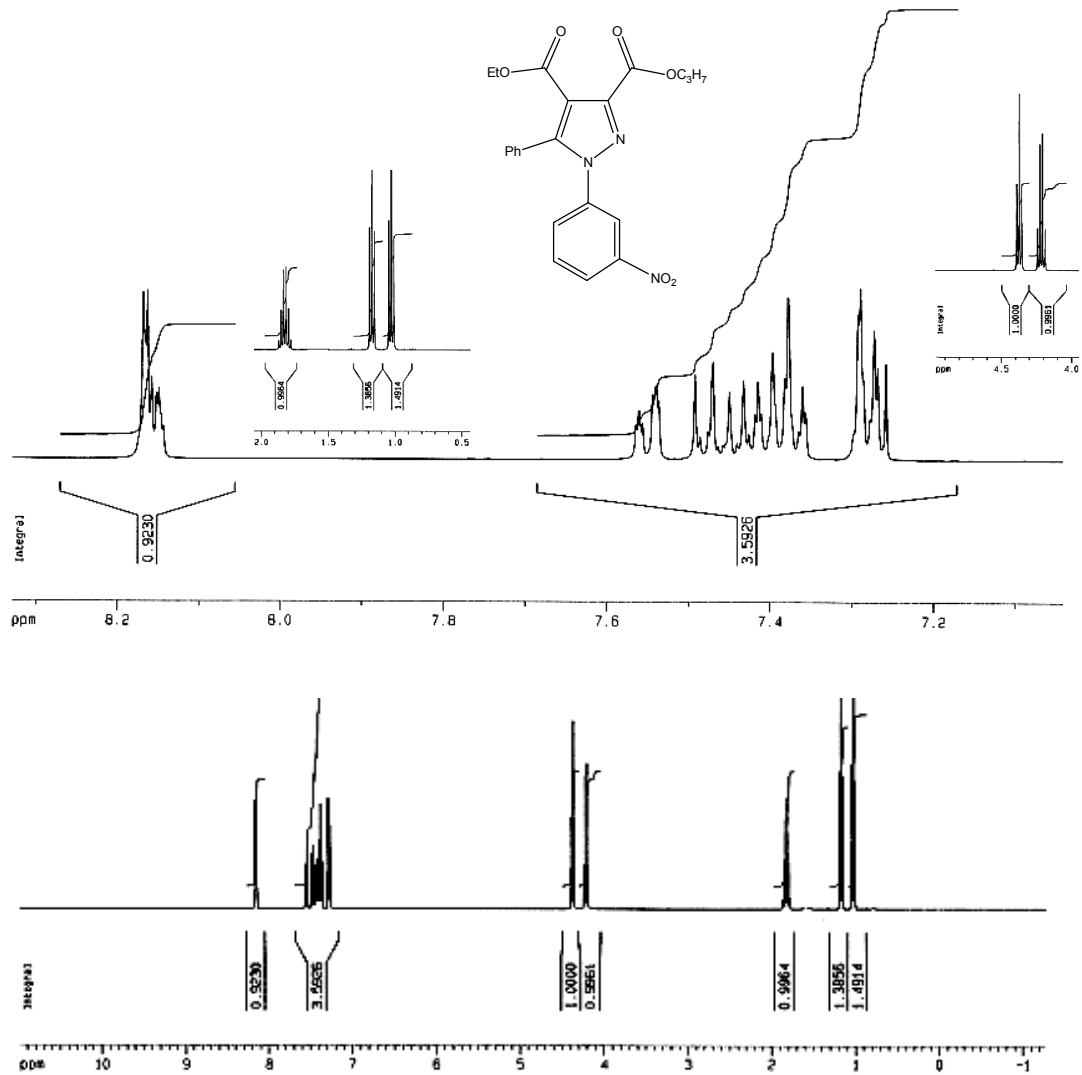 O
O
EtO
OC3H7
Ph
N
N
NO2
0.9964
1.3856
1.4914
2.0 1.5 1.0 0.5
Integral
1.0000
0.9961
ppm 4.5 4.0
Integral
0.9230
3.5926
ppm 8.2 8.0 7.8 7.6 7.4 7.2
Integral
0.9230
3.5926
1.0000
0.9961
0.9964
1.3856
1.4914
ppm 10 9 8 7 6 5 4 3 2 1 0 -1